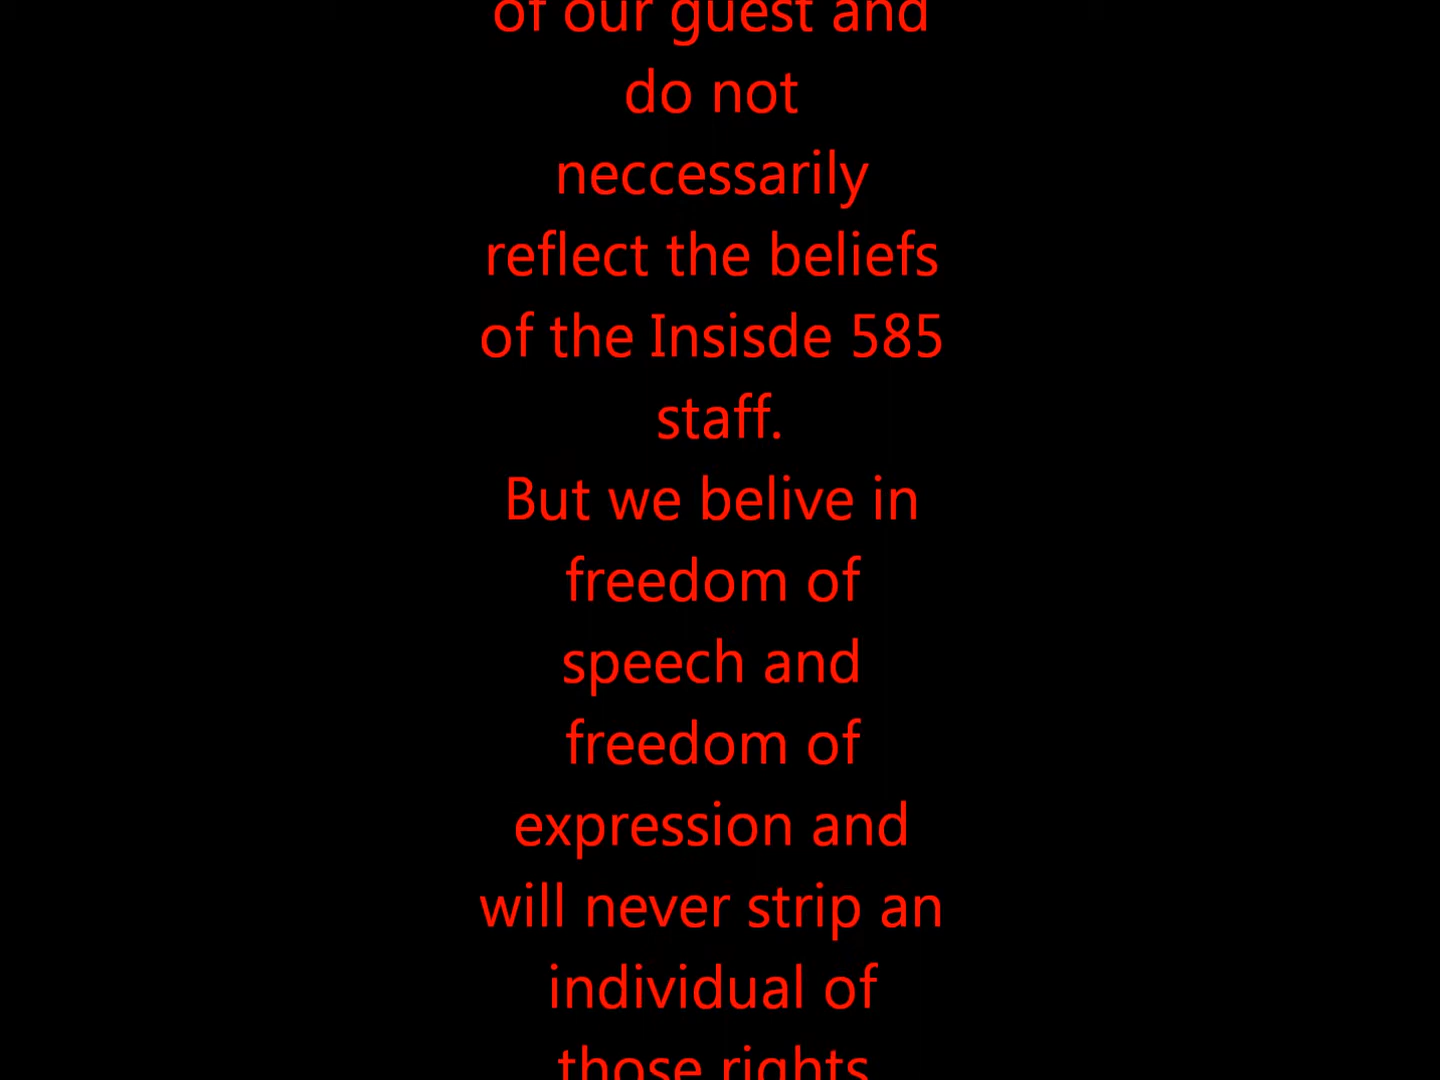 of our guest and
do not
neccessarily
reflect the beliefs
of the Insisde 585
staff.
But we belive in
freedom of
speech and
freedom of
expression and
will never strip an
individual of
those rights